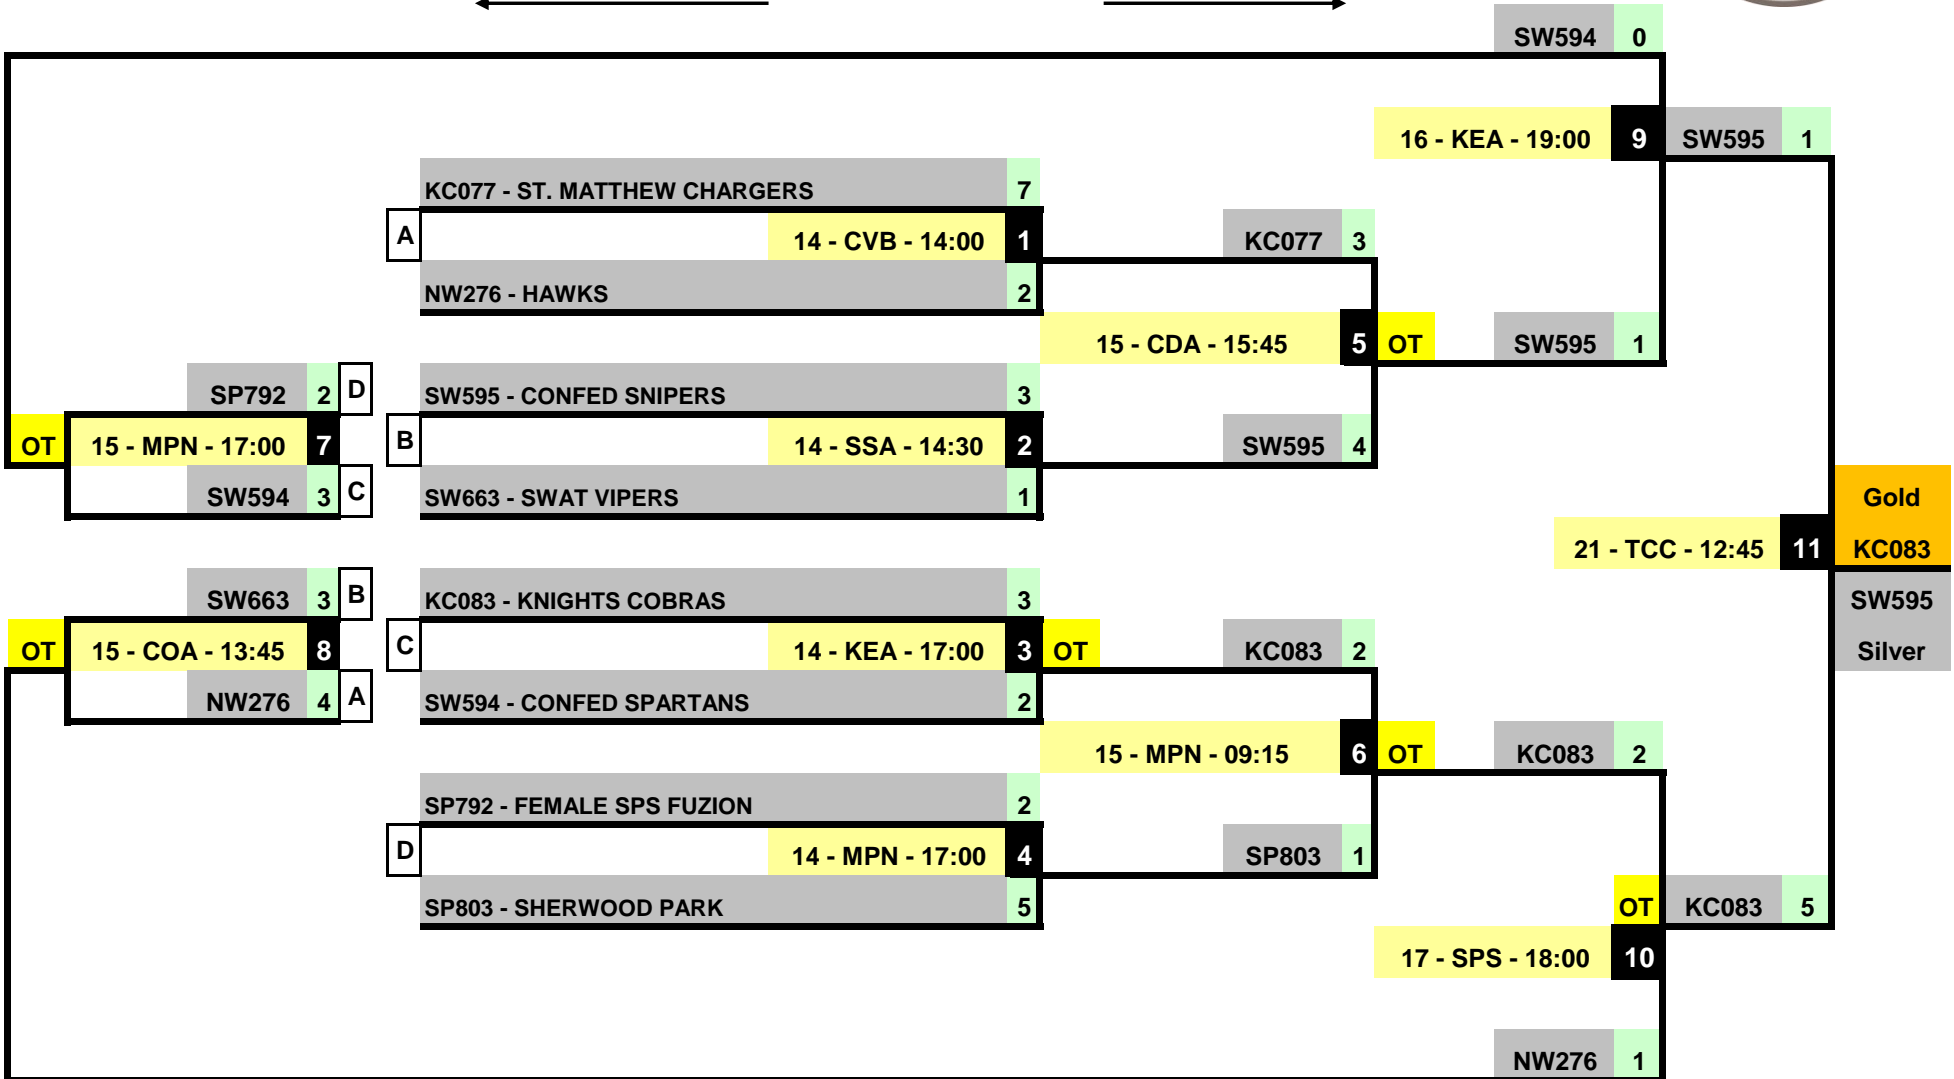 SW594 0
16 - KEA - 19:00 9 SW595 1
KC077 - ST. MATTHEW CHARGERS 7
A 14 - CVB - 14:00 1 KC077 3
NW276 - HAWKS 2
15 - CDA - 15:45 5 OT SW595 1
SP792 2 D SW595 - CONFED SNIPERS 3
OT 15 - MPN - 17:00 7 B 14 - SSA - 14:30 2 SW595 4
SW594 3 C SW663 - SWAT VIPERS 1 Gold
21 - TCC - 12:45 11 KC083
SW663 3 B KC083 - KNIGHTS COBRAS 3 SW595
OT 15 - COA - 13:45 8 C 14 - KEA - 17:00 3 OT KC083 2 Silver
NW276 4 A SW594 - CONFED SPARTANS 2
15 - MPN - 09:15 6 OT KC083 2
SP792 - FEMALE SPS FUZION 2
D 14 - MPN - 17:00 4 SP803 1
SP803 - SHERWOOD PARK 5 OT KC083 5
17 - SPS - 18:00 10
NW276 1